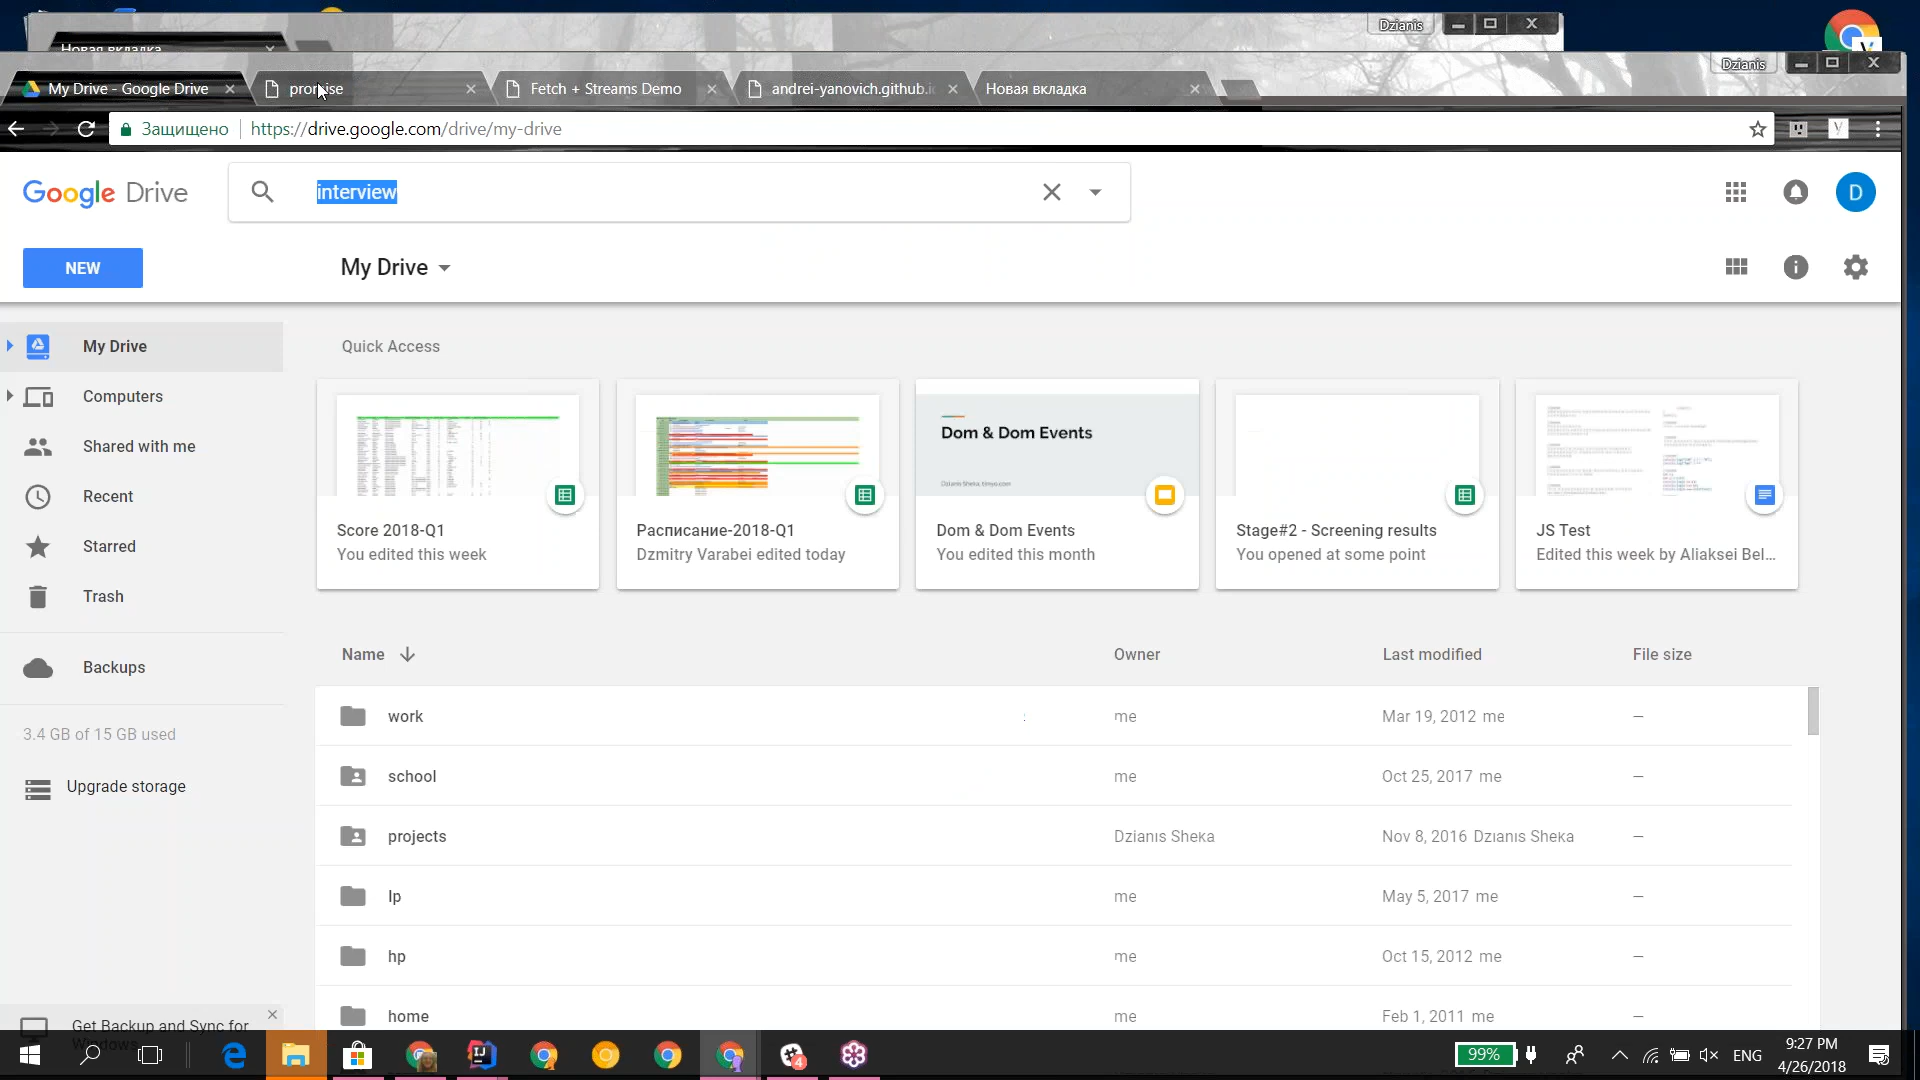 Dzianis
Новая вкладка
Dzianis
My Drive - Google Drive
promise
Fetch + Streams Demo
andrei-yanovich.github.i
Новая вкладка
Защищено
https://drive.google.com/drive/my-drive
Google Drive
interview
D
NEW
My Drive
My Drive
Computers
Shared with me
Recent
Starred
Trash
Backups
3.4 GB of 15 GB used
Upgrade storage
Get Backup and Sync for
Windows
Quick Access
Dom & Dom Events
Dzianis Sheka, timyo.com
Score 2018-Q1
You edited this week
Расписание-2018-Q1
Dzmitry Varabei edited today
Dom & Dom Events
You edited this month
Stage#2 - Screening results
You opened at some point
JS Test
Edited this week by Aliaksei Bel...
Name Owner Last modified File size
work me Mar 19, 2012 me —
school me Oct 25, 2017 me —
projects Dzianis Sheka Nov 8, 2016 Dzianis Sheka —
lp me May 5, 2017 me —
hp me Oct 15, 2012 me —
home me Feb 1, 2011 me —
4
99%
ENG
9:27 PM
4/26/2018